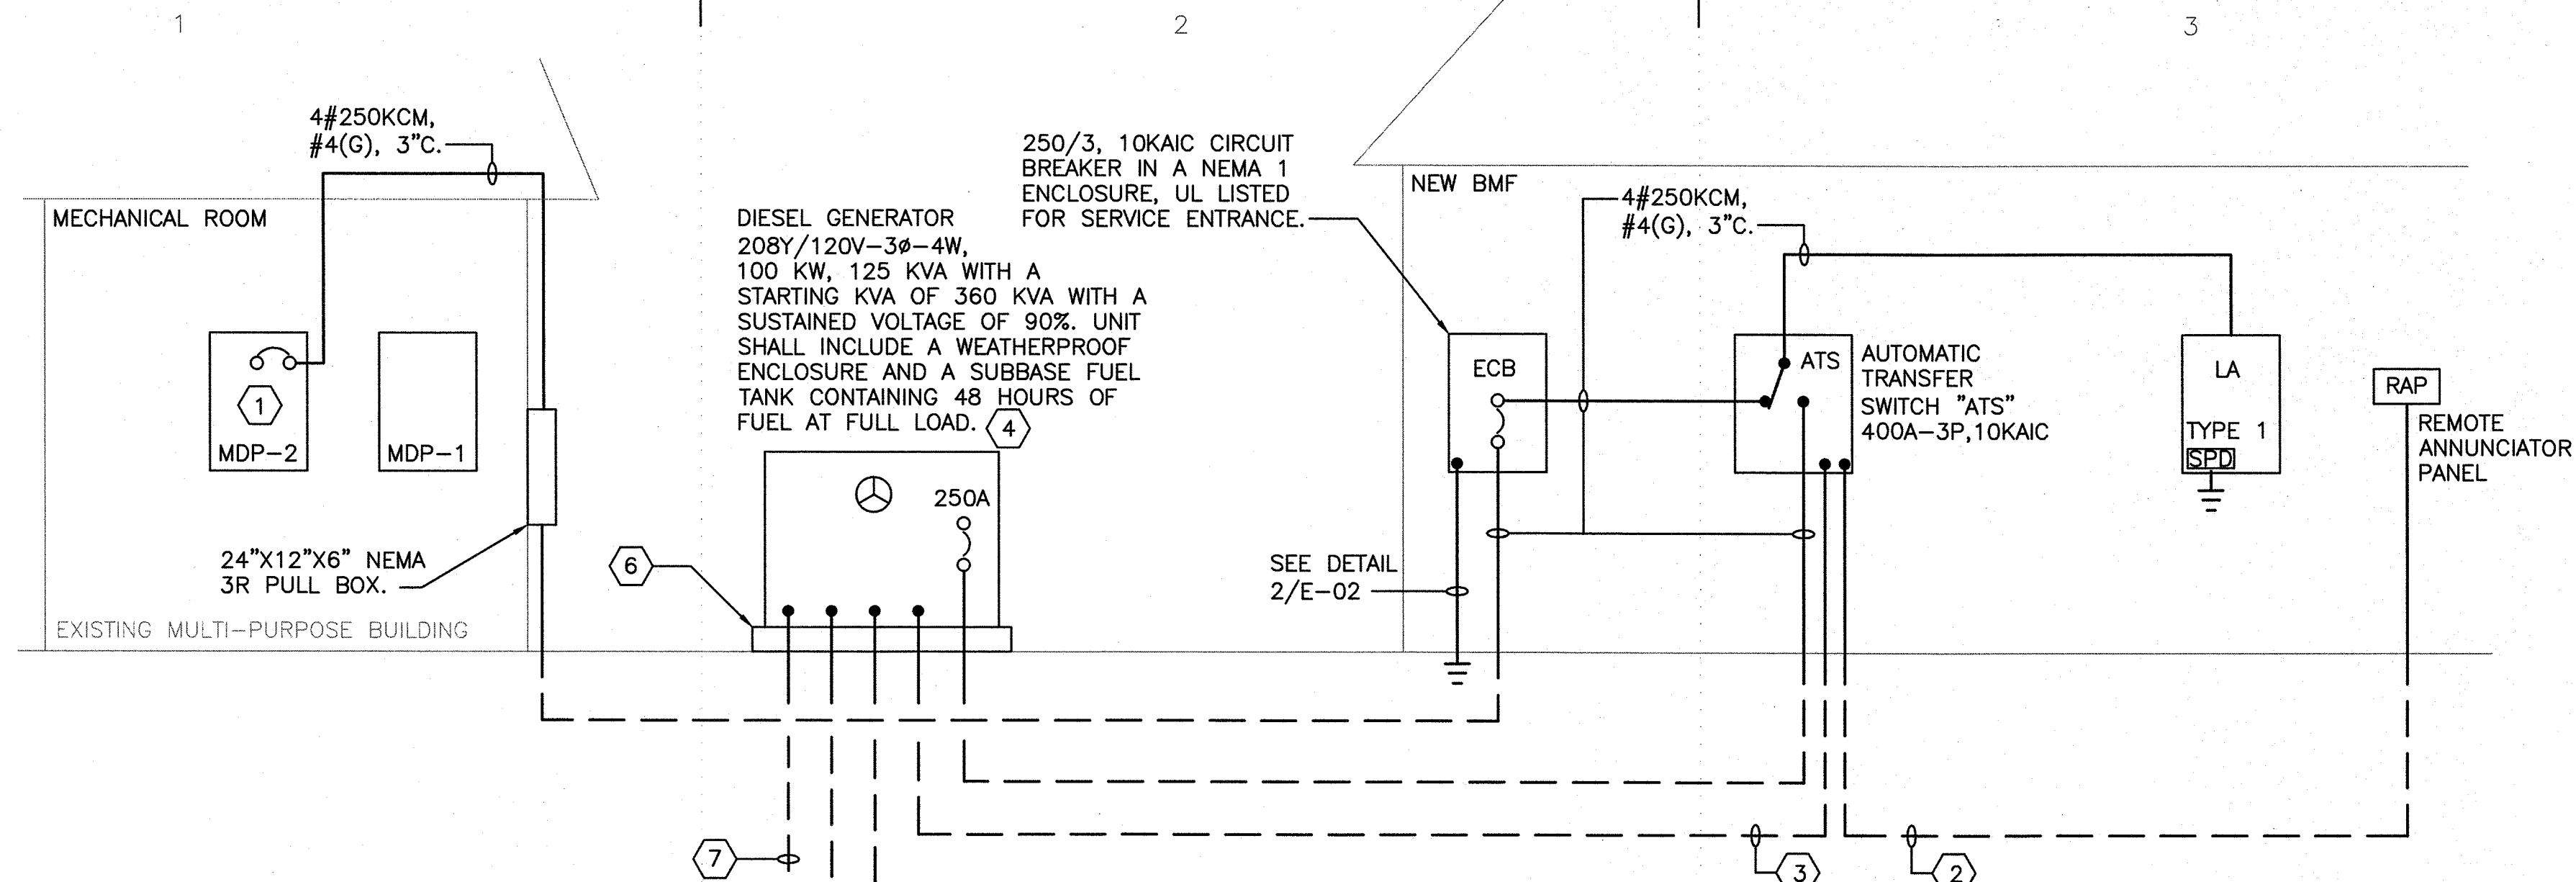 1
2
3
4#250KCM,
#4(G), 3"C.
MECHANICAL ROOM
1
MDP-2
MDP-1
24"X12"X6" NEMA
3R PULL BOX.
EXISTING MULTI-PURPOSE BUILDING
DIESEL GENERATOR
208Y/120V-3ø-4W,
100 KW, 125 KVA WITH A
STARTING KVA OF 360 KVA WITH A
SUSTAINED VOLTAGE OF 90%. UNIT
SHALL INCLUDE A WEATHERPROOF
ENCLOSURE AND A SUBBASE FUEL
TANK CONTAINING 48 HOURS OF
FUEL AT FULL LOAD.
4
250A
6
7
250/3, 10KAIC CIRCUIT
BREAKER IN A NEMA 1
ENCLOSURE, UL LISTED
FOR SERVICE ENTRANCE.
NEW BMF
4#250KCM,
#4(G), 3"C.
ECB
SEE DETAIL
2/E-02
ATS
AUTOMATIC
TRANSFER
SWITCH "ATS"
400A-3P,10KAIC
LA
TYPE 1
SPD
RAP
REMOTE
ANNUNCIATOR
PANEL
3
2